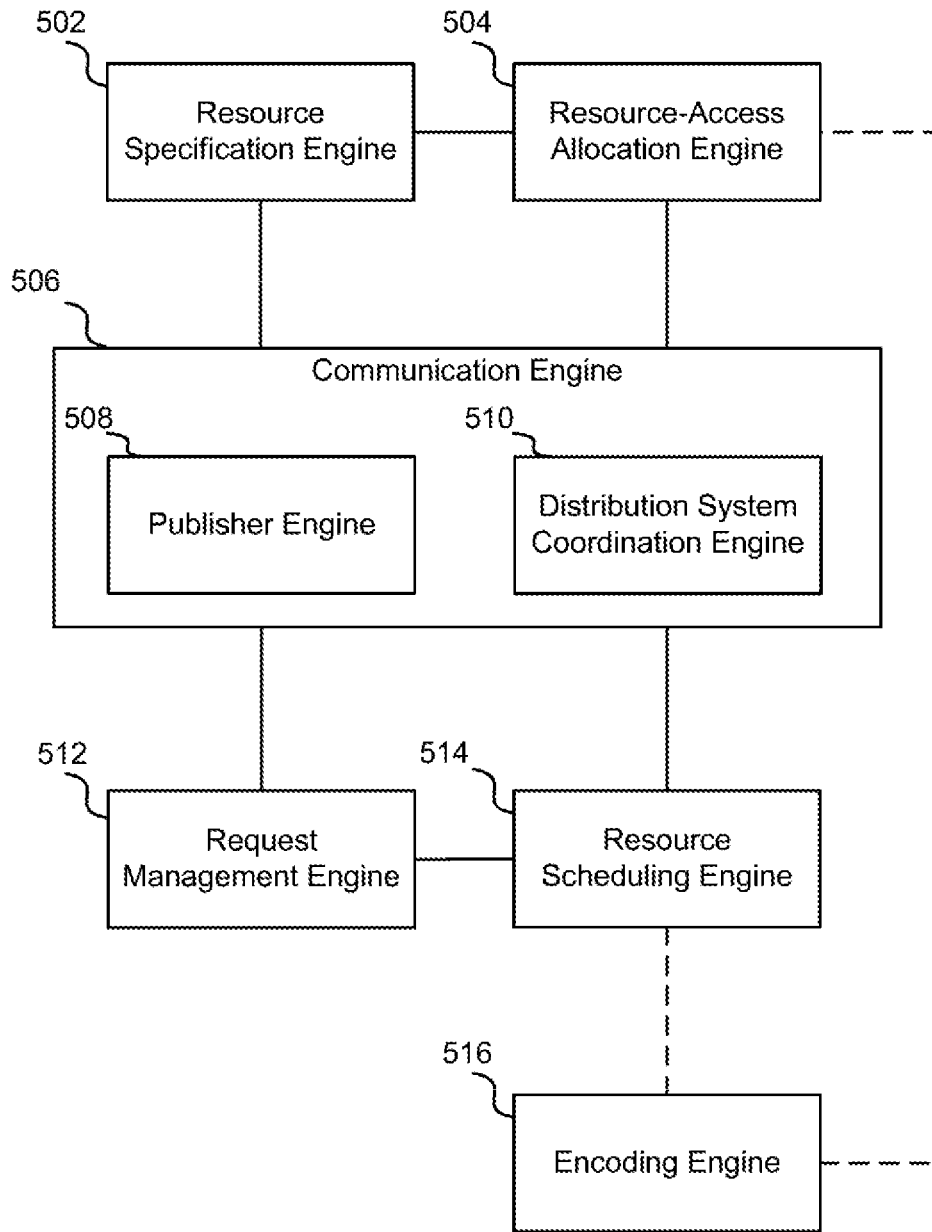 502
504
Resource
Specification Engine
Resource-Access
Allocation Engine
506
Communication Engine
508
510
Publisher Engine
Distribution System
Coordination Engine
512
514
Request
Management Engine
Resource
Scheduling Engine
516
Encoding Engine